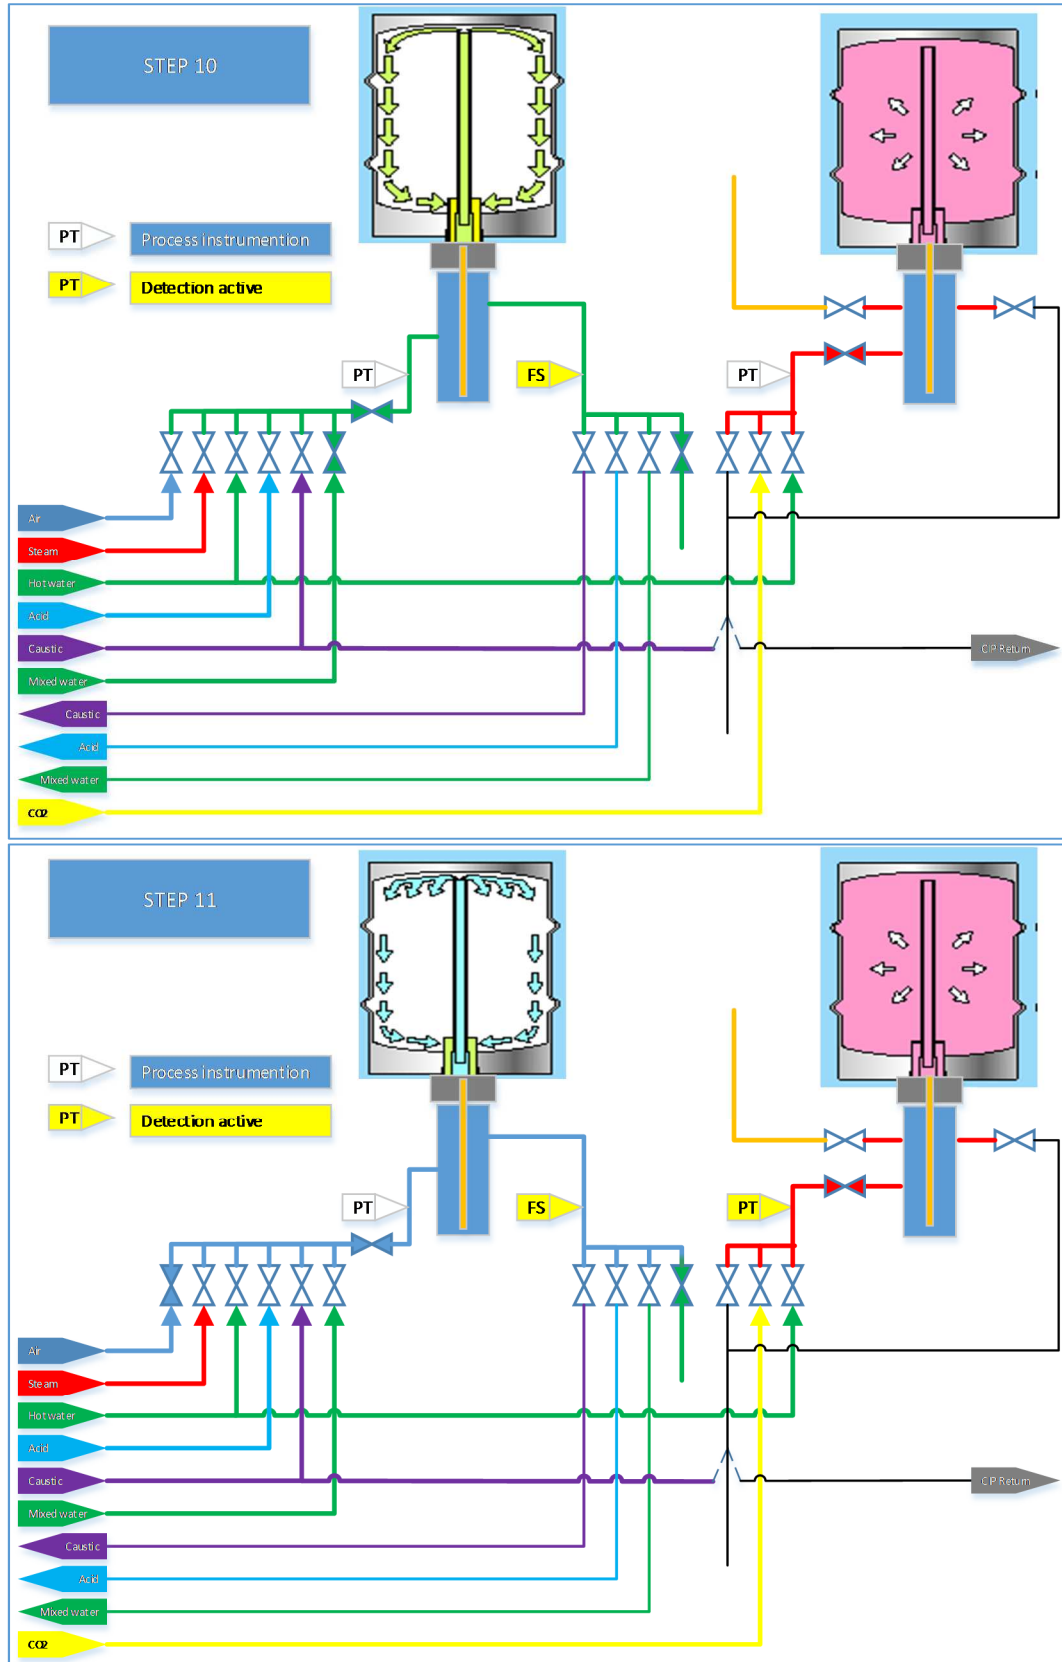 STEP 10
PT
Process instrumention
PT
Detection active
PT
FS
PT
Air
Steam
Hot water
Acid
Caustic
Mixed water
Caustic
Acid
Mixed water
CO2
CIP Return
STEP 11
PT
Process instrumention
PT
Detection active
PT
FS
PT
Air
Steam
Hot water
Acid
Caustic
Mixed water
Caustic
Acid
Mixed water
CO2
CIP Return